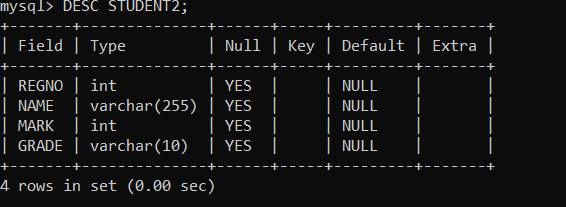 mysql> DESC STUDENT2;
+-------+--------------+------+-----+---------+-------+
| Field | Type         | Null | Key | Default | Extra |
+-------+--------------+------+-----+---------+-------+
| REGNO | int          | YES  |     | NULL    |       |
| NAME  | varchar(255) | YES  |     | NULL    |       |
| MARK  | int          | YES  |     | NULL    |       |
| GRADE | varchar(10)  | YES  |     | NULL    |       |
+-------+--------------+------+-----+---------+-------+
4 rows in set (0.00 sec)